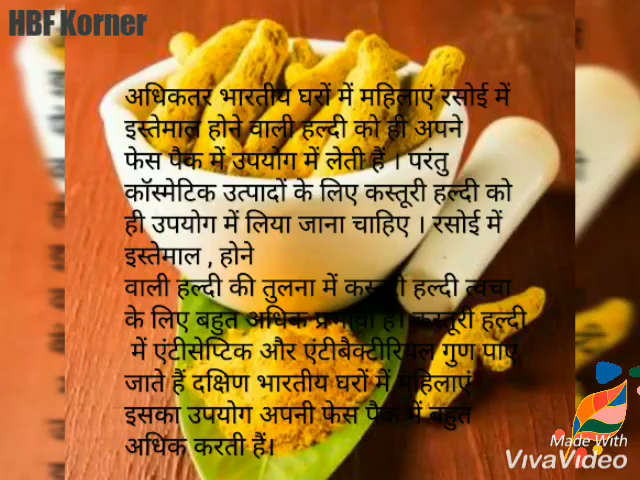 HBF Korner
अधिकतर भारतीय घरों में महिलाएं रसोई में
इस्तेमाल होने वाली हल्दी को ही अपने
फेस पैक में उपयोग में लेती हैं । परंतु
कॉस्मेटिक उत्पादों के लिए कस्तूरी हल्दी को
ही उपयोग में लिया जाना चाहिए । रसोई में
इस्तेमाल , होने
वाली हल्दी की तुलना में कस्तूरी हल्दी त्वचा
के लिए बहुत अधिक प्रभावी है। कस्तूरी हल्दी
में एंटीसेप्टिक और एंटीबैक्टीरियल गुण पाए
जाते हैं दक्षिण भारतीय घरों में महिलाएं
इसका उपयोग अपनी फेस पैक में बहुत
अधिक करती हैं।
Made With
VivaVideo